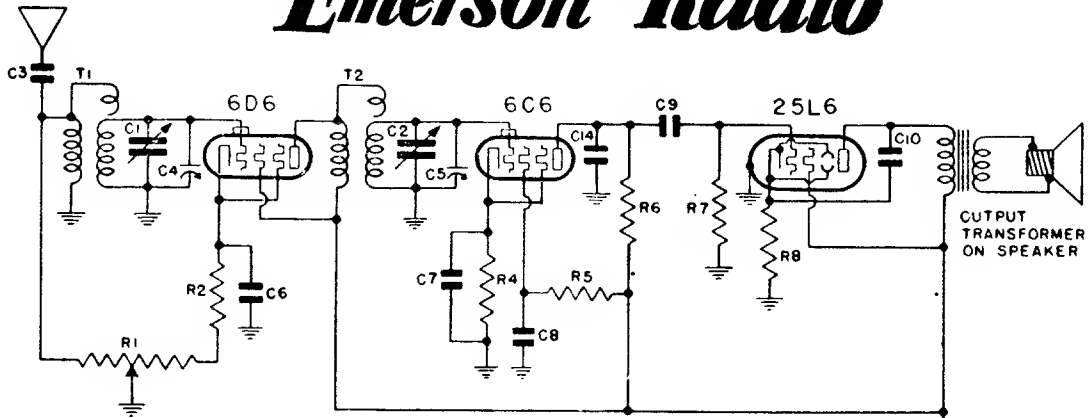 Emerson Radio
C3
T1
T2
6D6
6C6
C9
25L6
C1
C4
C2
C5
C14
C10
R6
R7
R8
CUTPUT
TRANSFORMER
ON SPEAKER
R2
C6
C7
R4
R5
C8
R1